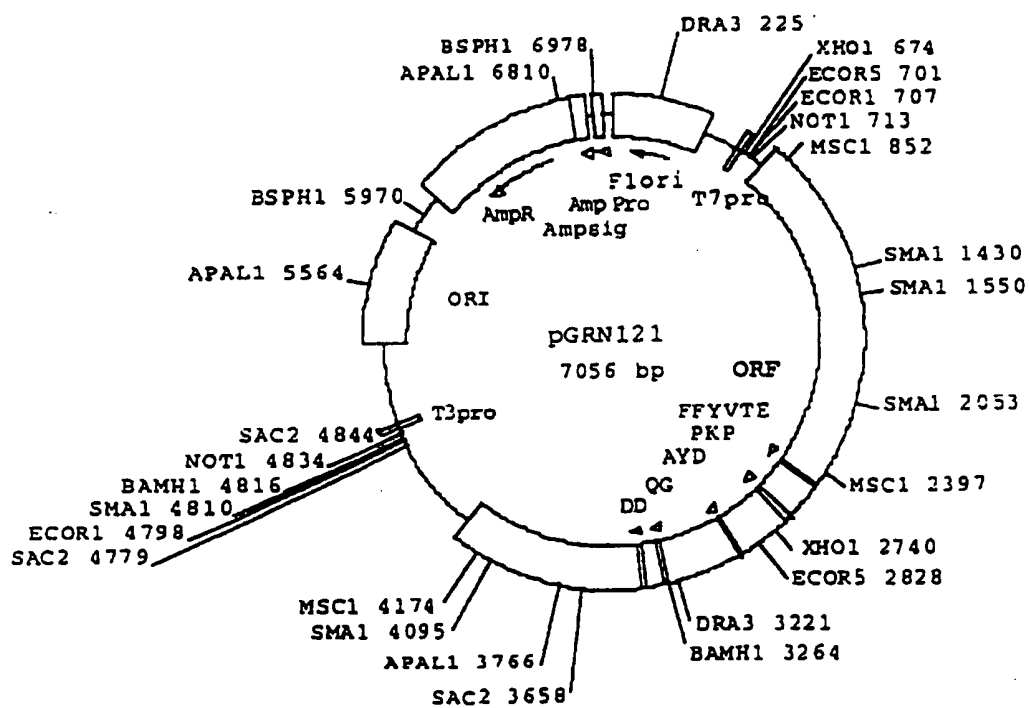 DRA3 225
BSPH1 6978
APAL1 6810
XHO1 674
ECOR5 701
ECOR1 707
NOT1 713
MSC1 852
Flori
T7pro
Amp Pro
AmpR
Ampsig
BSPH1 5970
APAL1 5564
ORI
SMA1 1430
SMA1 1550
pGRN121
7056 bp
ORF
SMA1 2053
FFYVTE
PKP
AYD
QG
DD
T3pro
SAC2 4844
NOT1 4834
BAMH1 4816
SMA1 4810
ECOR1 4798
SAC2 4779
MSC1 2397
XHO1 2740
ECOR5 2828
DRA3 3221
BAMH1 3264
MSC1 4174
SMA1 4095
APAL1 3766
SAC2 3658